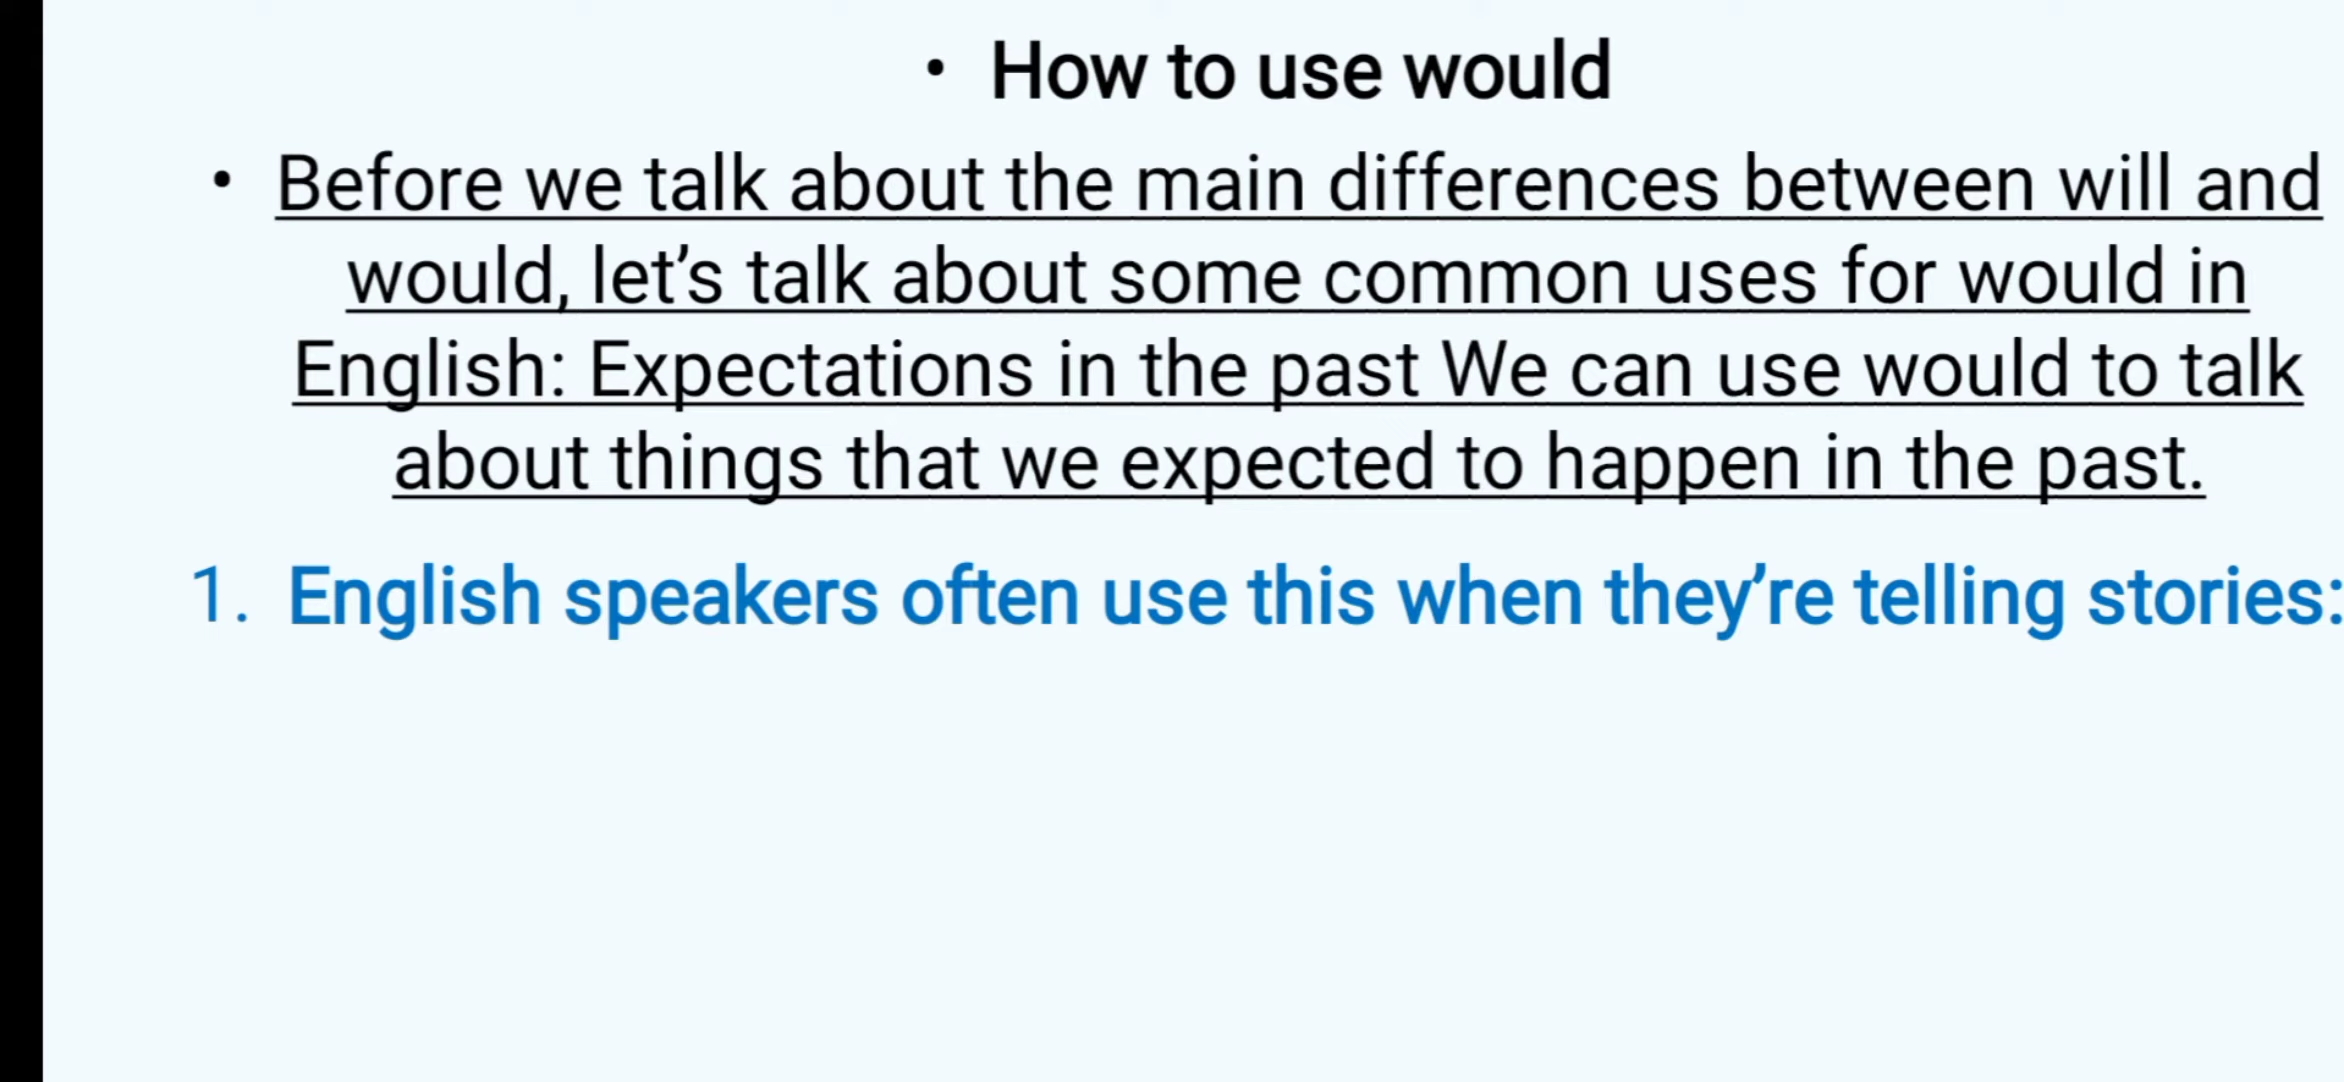 • How to use would
• Before we talk about the main differences between will and
would, let’s talk about some common uses for would in
English: Expectations in the past We can use would to talk
about things that we expected to happen in the past.
1. English speakers often use this when they’re telling stories: